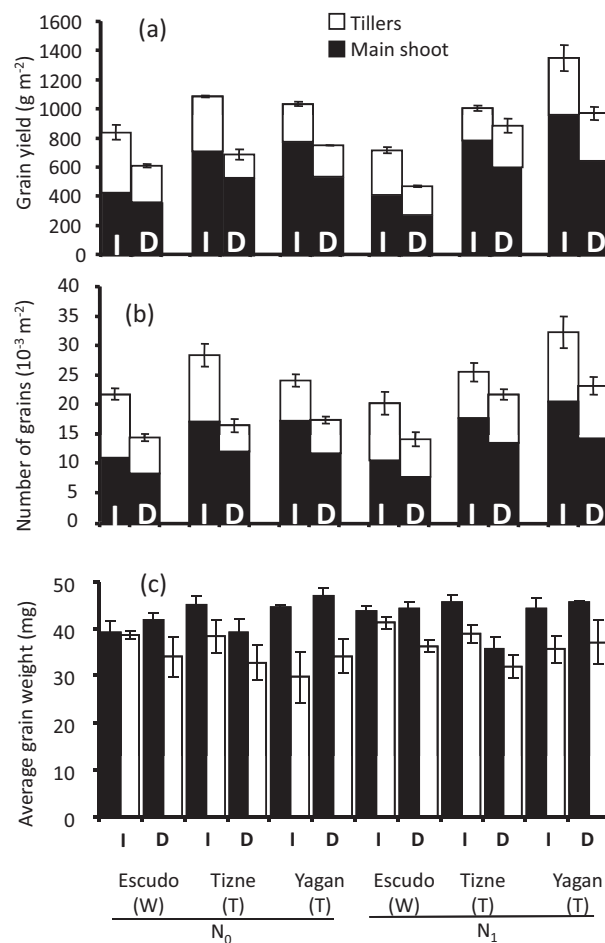 (a)
Tillers
Main shoot
Grain yield (g m-2)
1600
1400
1200
1000
800
600
400
200
0
I D I D I D I D I D I D
(b)
Number of grains (10-3 m-2)
40
35
30
25
20
15
10
5
0
I D I D I D I D I D I D
(c)
Average grain weight (mg)
50
40
30
20
10
0
I D I D I D I D I D I D
Escudo Tizne Yagan Escudo Tizne Yagan
(W) (T) (T) (W) (T) (T)
N0 N1